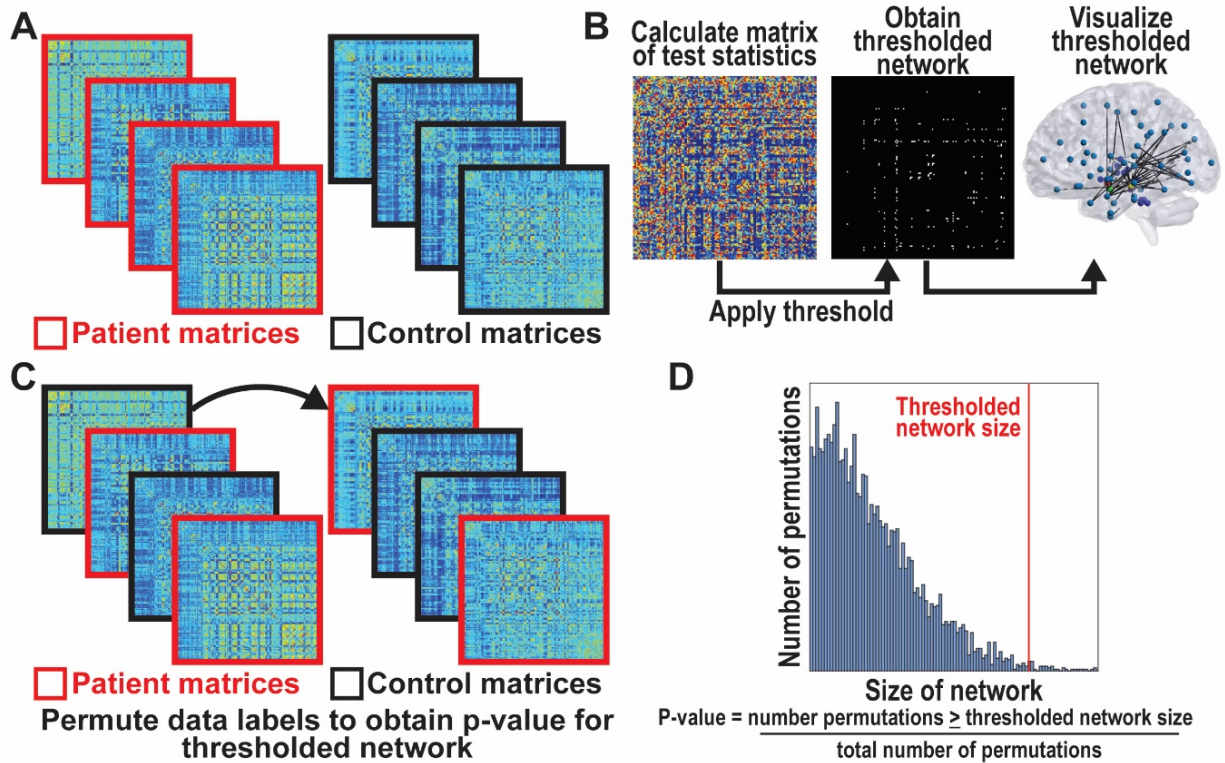 A
Patient matrices
Control matrices
B
Calculate matrix
of test statistics
Obtain
thresholded
network
Visualize
thresholded
network
Apply threshold
C
Patient matrices
Control matrices
Permute data labels to obtain p-value for
thresholded network
D
Number of permutations
Thresholded
network size
Size of network
P-value = number permutations ≥ thresholded network size
total number of permutations